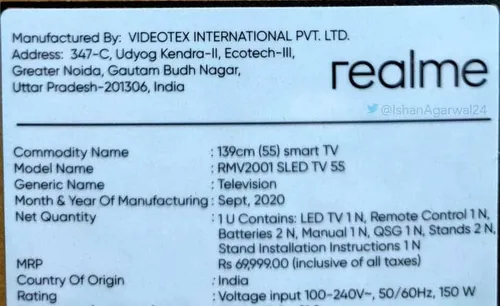 Manufactured By: VIDEOTEX INTERNATIONAL PVT. LTD.
Address: 347-C, Udyog Kendra-II, Ecotech-III,
Greater Noida, Gautam Budh Nagar,
Uttar Pradesh-201306, India
realme
@IshanAgarwal24
Commodity Name : 139cm (55) smart TV
Model Name : RMV2001 SLED TV 55
Generic Name : Television
Month & Year Of Manufacturing : Sept, 2020
Net Quantity : 1 U Contains: LED TV 1 N, Remote Control 1 N,
Batteries 2 N, Manual 1 N, QSG 1 N, Stands 2 N,
Stand Installation Instructions 1 N
MRP Rs 69,999.00 (inclusive of all taxes)
Country Of Origin : India
Rating : Voltage input 100-240V~, 50/60Hz, 150 W